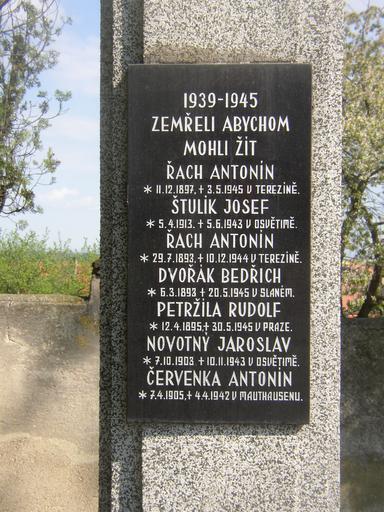 1939-1945
ZEMŘELI ABYCHOM
MOHLI ŽÍT
ŘACH ANTONÍN
* 11.12.1897, + 3.5.1945 V TEREZÍNĚ.
ŠTULÍK JOSEF
* 5.4.1913. + 5.6.1943 V OSVĚTIMĚ.
ŘACH ANTONÍN
* 29.7.1893, + 10.12.1944 V TEREZÍNĚ.
DVOŘÁK BEDŘICH
* 6.3.1893 + 20.5.1945 V SLANÉM.
PETRŽILA RUDOLF
* 12.4.1895, + 30.5.1945 V PRAZE.
NOVOTNÝ JAROSLAV
* 7.10.1903 + 10.11.1943 V OSVĚTIMĚ.
ČERVENKA ANTONÍN
* 7.4.1905, + 4.4.1942 V MAUTHAUSENU.